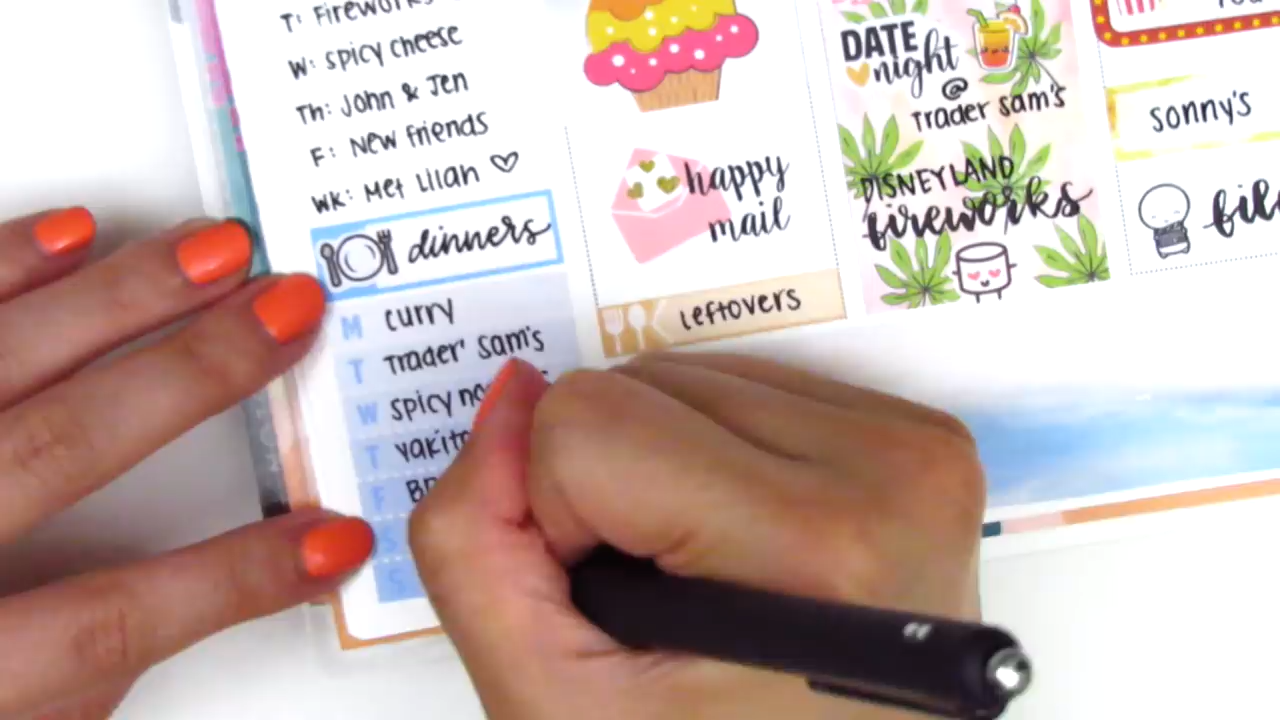 T: Fireworks
W: spicy cheese
Th: John & Jen
F: New friends
WK: Met Lilah ♡
dinners
M curry
T Trader' sam's
W spicy
T
F
S
S
happy
mail
leftovers
DATE
night
@
Trader sam's
DISNEYLAND
fireworks
sonny's